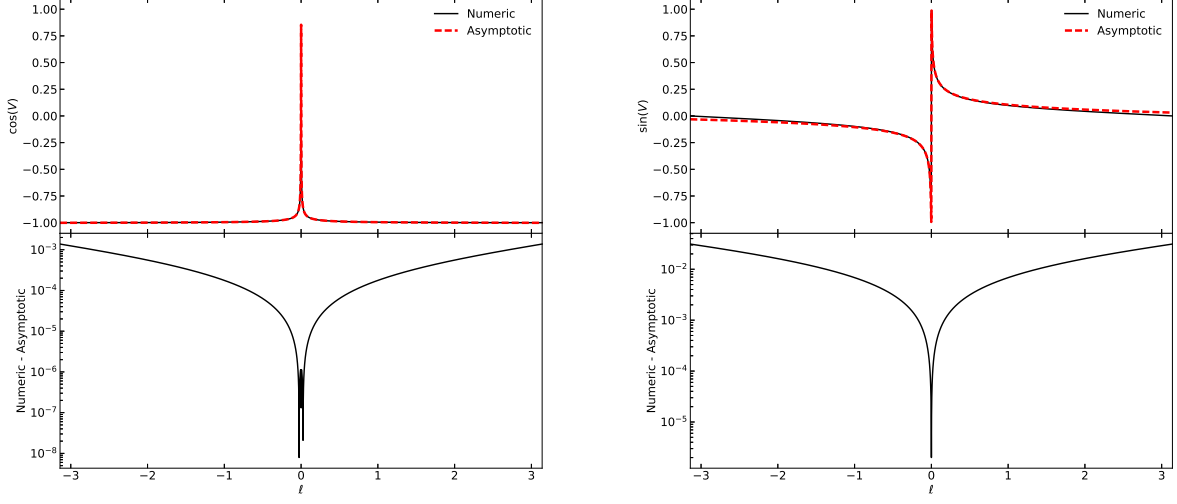 1.00
0.75
0.50
0.25
0.00
−0.25
−0.50
−0.75
−1.00
cos(V)
Numeric
Asymptotic
10⁻³
10⁻⁴
10⁻⁵
10⁻⁶
10⁻⁷
10⁻⁸
Numeric - Asymptotic
−3 −2 −1 0 1 2 3
ℓ
1.00
0.75
0.50
0.25
0.00
−0.25
−0.50
−0.75
−1.00
sin(V)
Numeric
Asymptotic
10⁻²
10⁻³
10⁻⁴
10⁻⁵
Numeric - Asymptotic
−3 −2 −1 0 1 2 3
ℓ